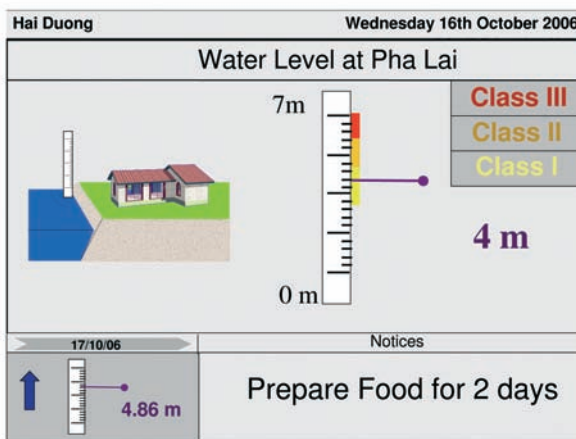 Hai Duong Wednesday 16th October 2006
Water Level at Pha Lai
7m
Class III
Class II
Class I
4 m
0 m
17/10/06 Notices
4.86 m
Prepare Food for 2 days